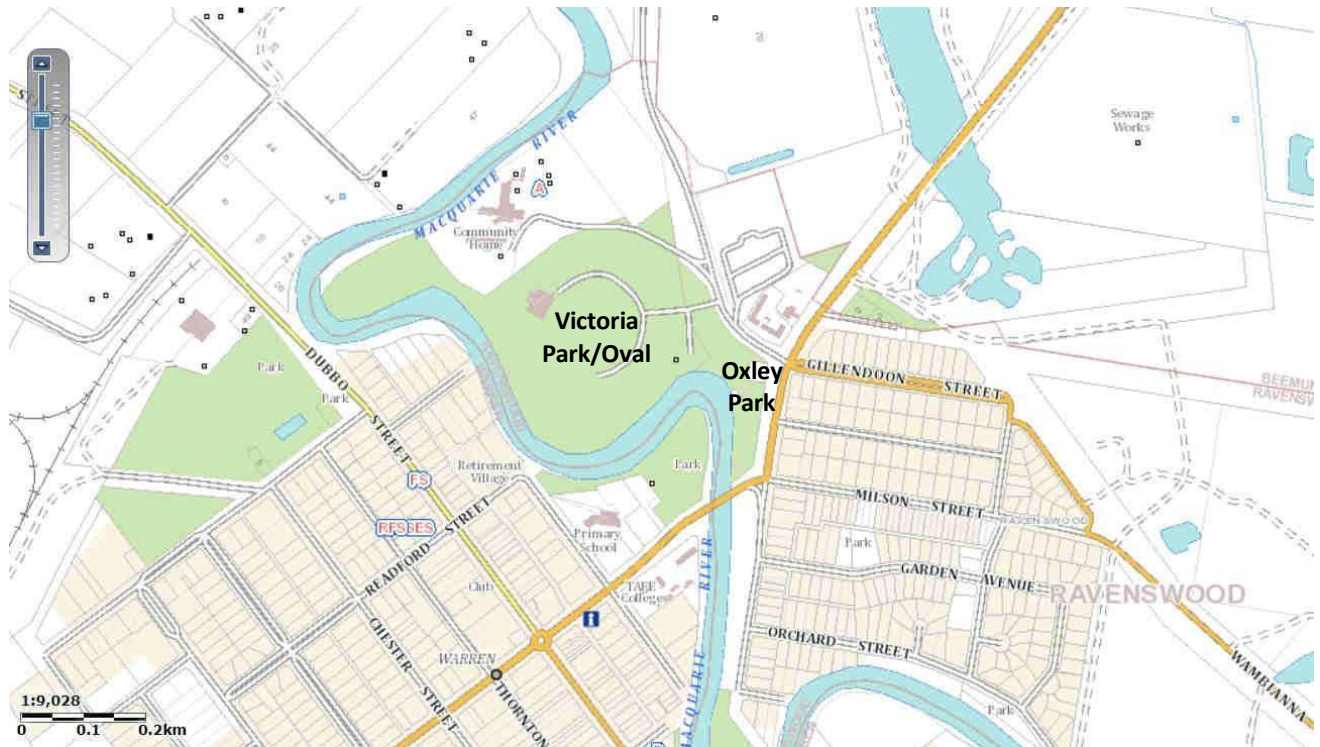 Sewage
Works
MACQUARIE RIVER
A
Community
Home
Victoria
Park/Oval
Oxley
Park
GILLENDOON STREET
BEEMUN
RAVENSW
DUBBO STREET
Park
Park
Park
Retirement
Village
FS
RFSSES
READFORD STREET
Primary
School
MILSON STREET
RAVENSWOOD
Park
GARDEN AVENUE
RAVENSWOOD
Club
TAFE
College
MACQUARIE RIVER
i
ORCHARD STREET
CHESTER STREET
WARREN
THORNTON
WAMBIANNA
Park
1:9,028
0 0.1 0.2km